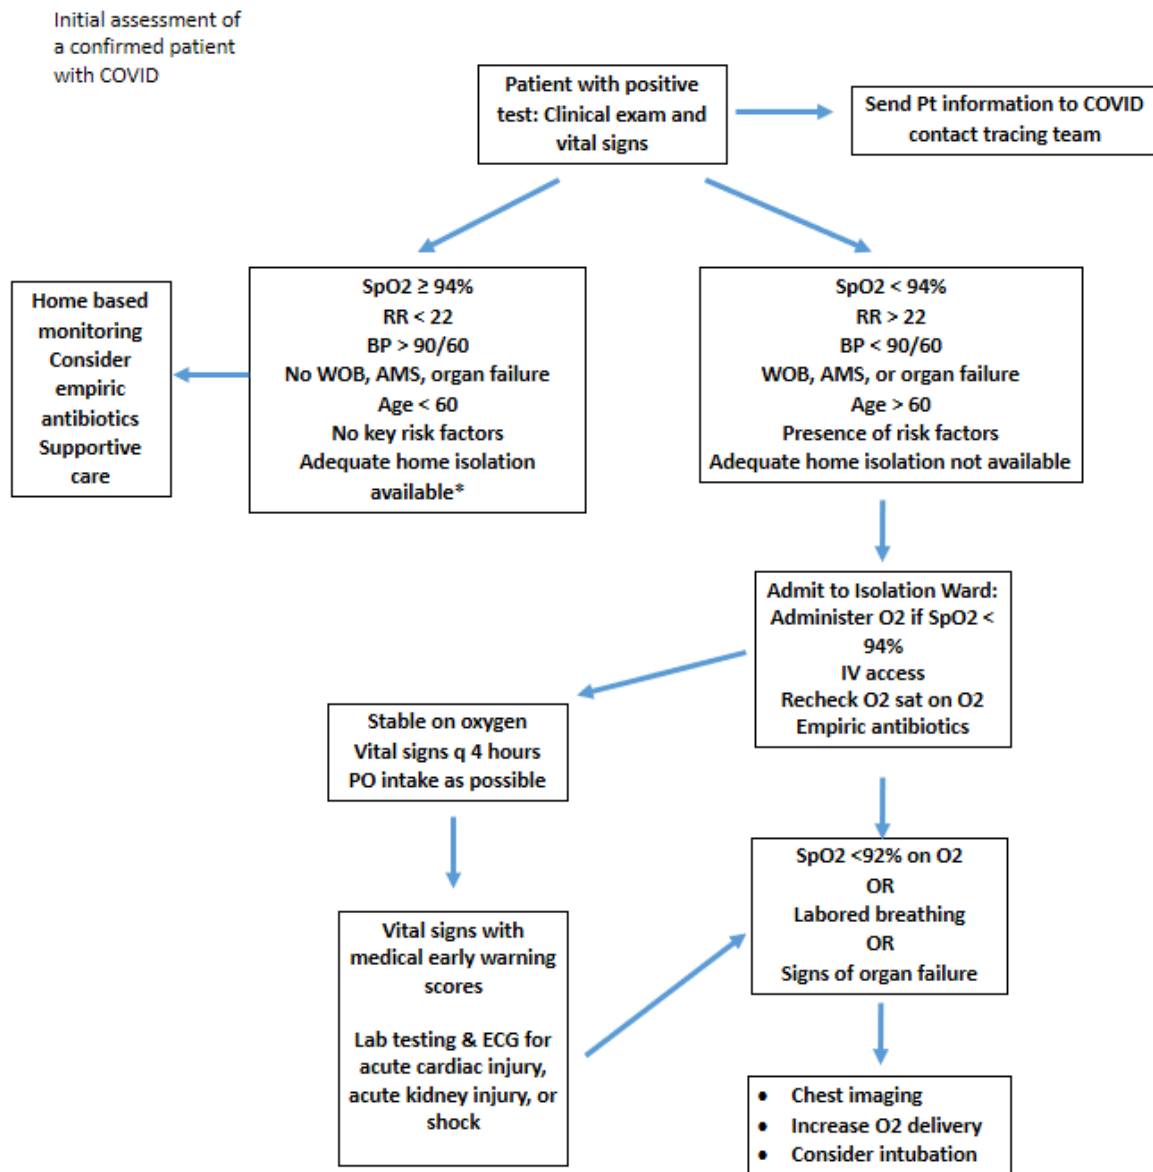 Initial assessment of
a confirmed patient
with COVID
Patient with positive
test: Clinical exam and
vital signs
Send Pt information to COVID
contact tracing team
Home based
monitoring
Consider
empiric
antibiotics
Supportive
care
SpO2 ≥ 94%
RR < 22
BP > 90/60
No WOB, AMS, organ failure
Age < 60
No key risk factors
Adequate home isolation
available*
SpO2 < 94%
RR > 22
BP < 90/60
WOB, AMS, or organ failure
Age > 60
Presence of risk factors
Adequate home isolation not available
Admit to Isolation Ward:
Administer O2 if SpO2 <
94%
IV access
Recheck O2 sat on O2
Empiric antibiotics
Stable on oxygen
Vital signs q 4 hours
PO intake as possible
Vital signs with
medical early warning
scores
Lab testing & ECG for
acute cardiac injury,
acute kidney injury, or
shock
SpO2 <92% on O2
OR
Labored breathing
OR
Signs of organ failure
• Chest imaging
• Increase O2 delivery
• Consider intubation